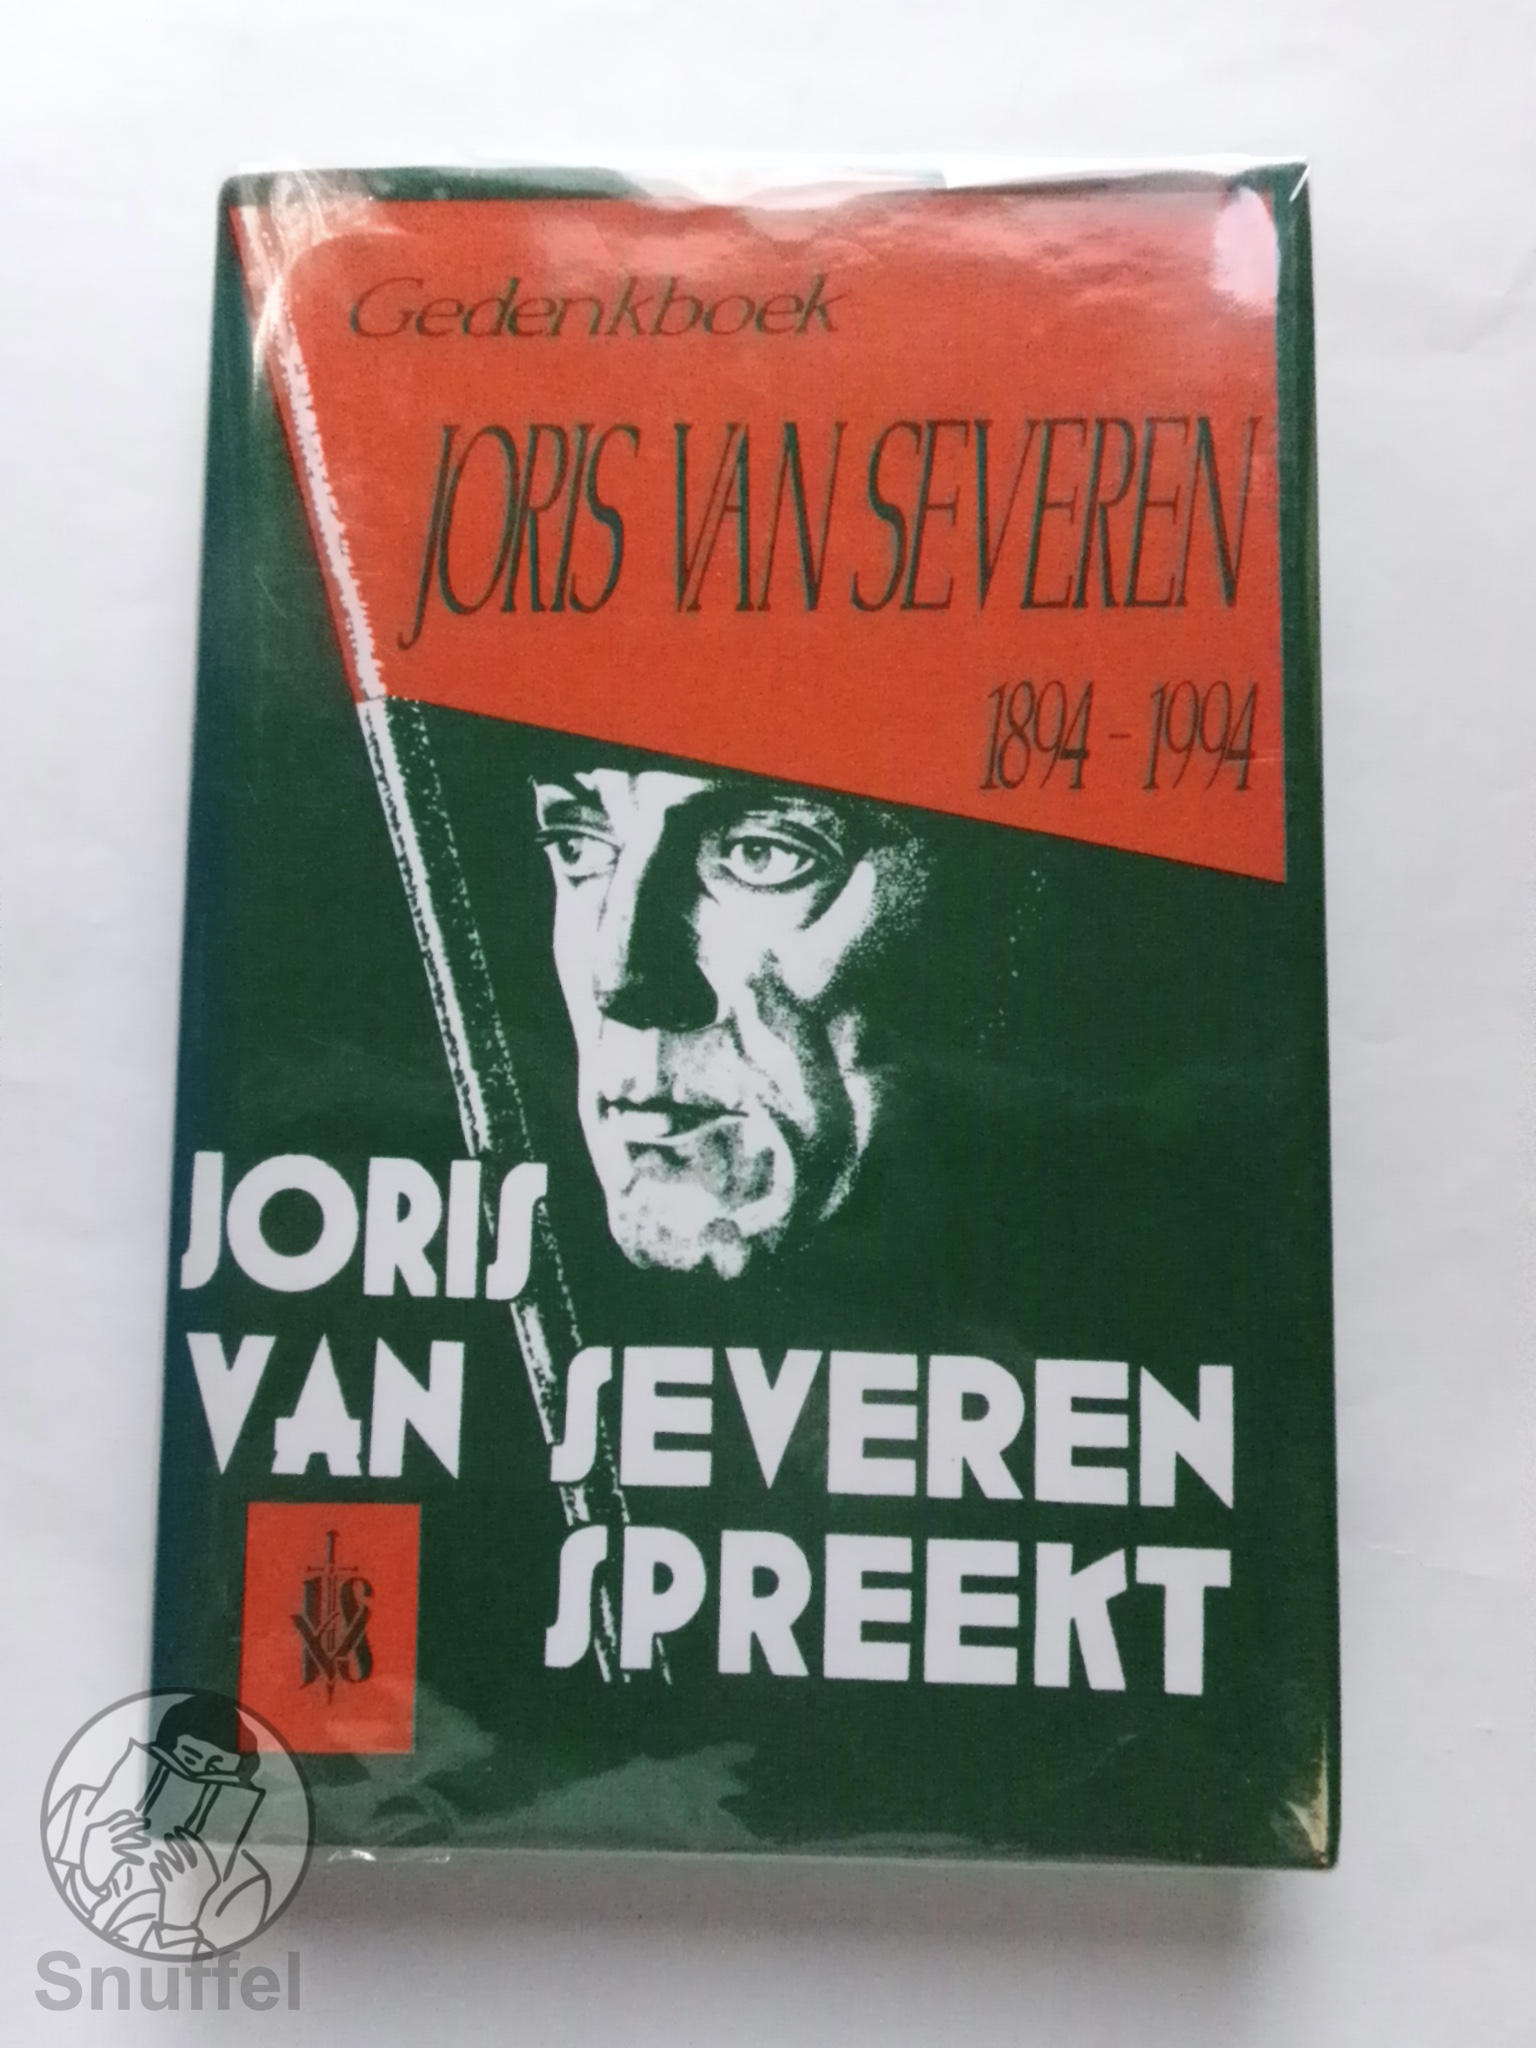 Gedenkboek
JORIS VAN SEVEREN
1894 - 1994
JORIS
VAN SEVEREN
SPREEKT
Snuffel